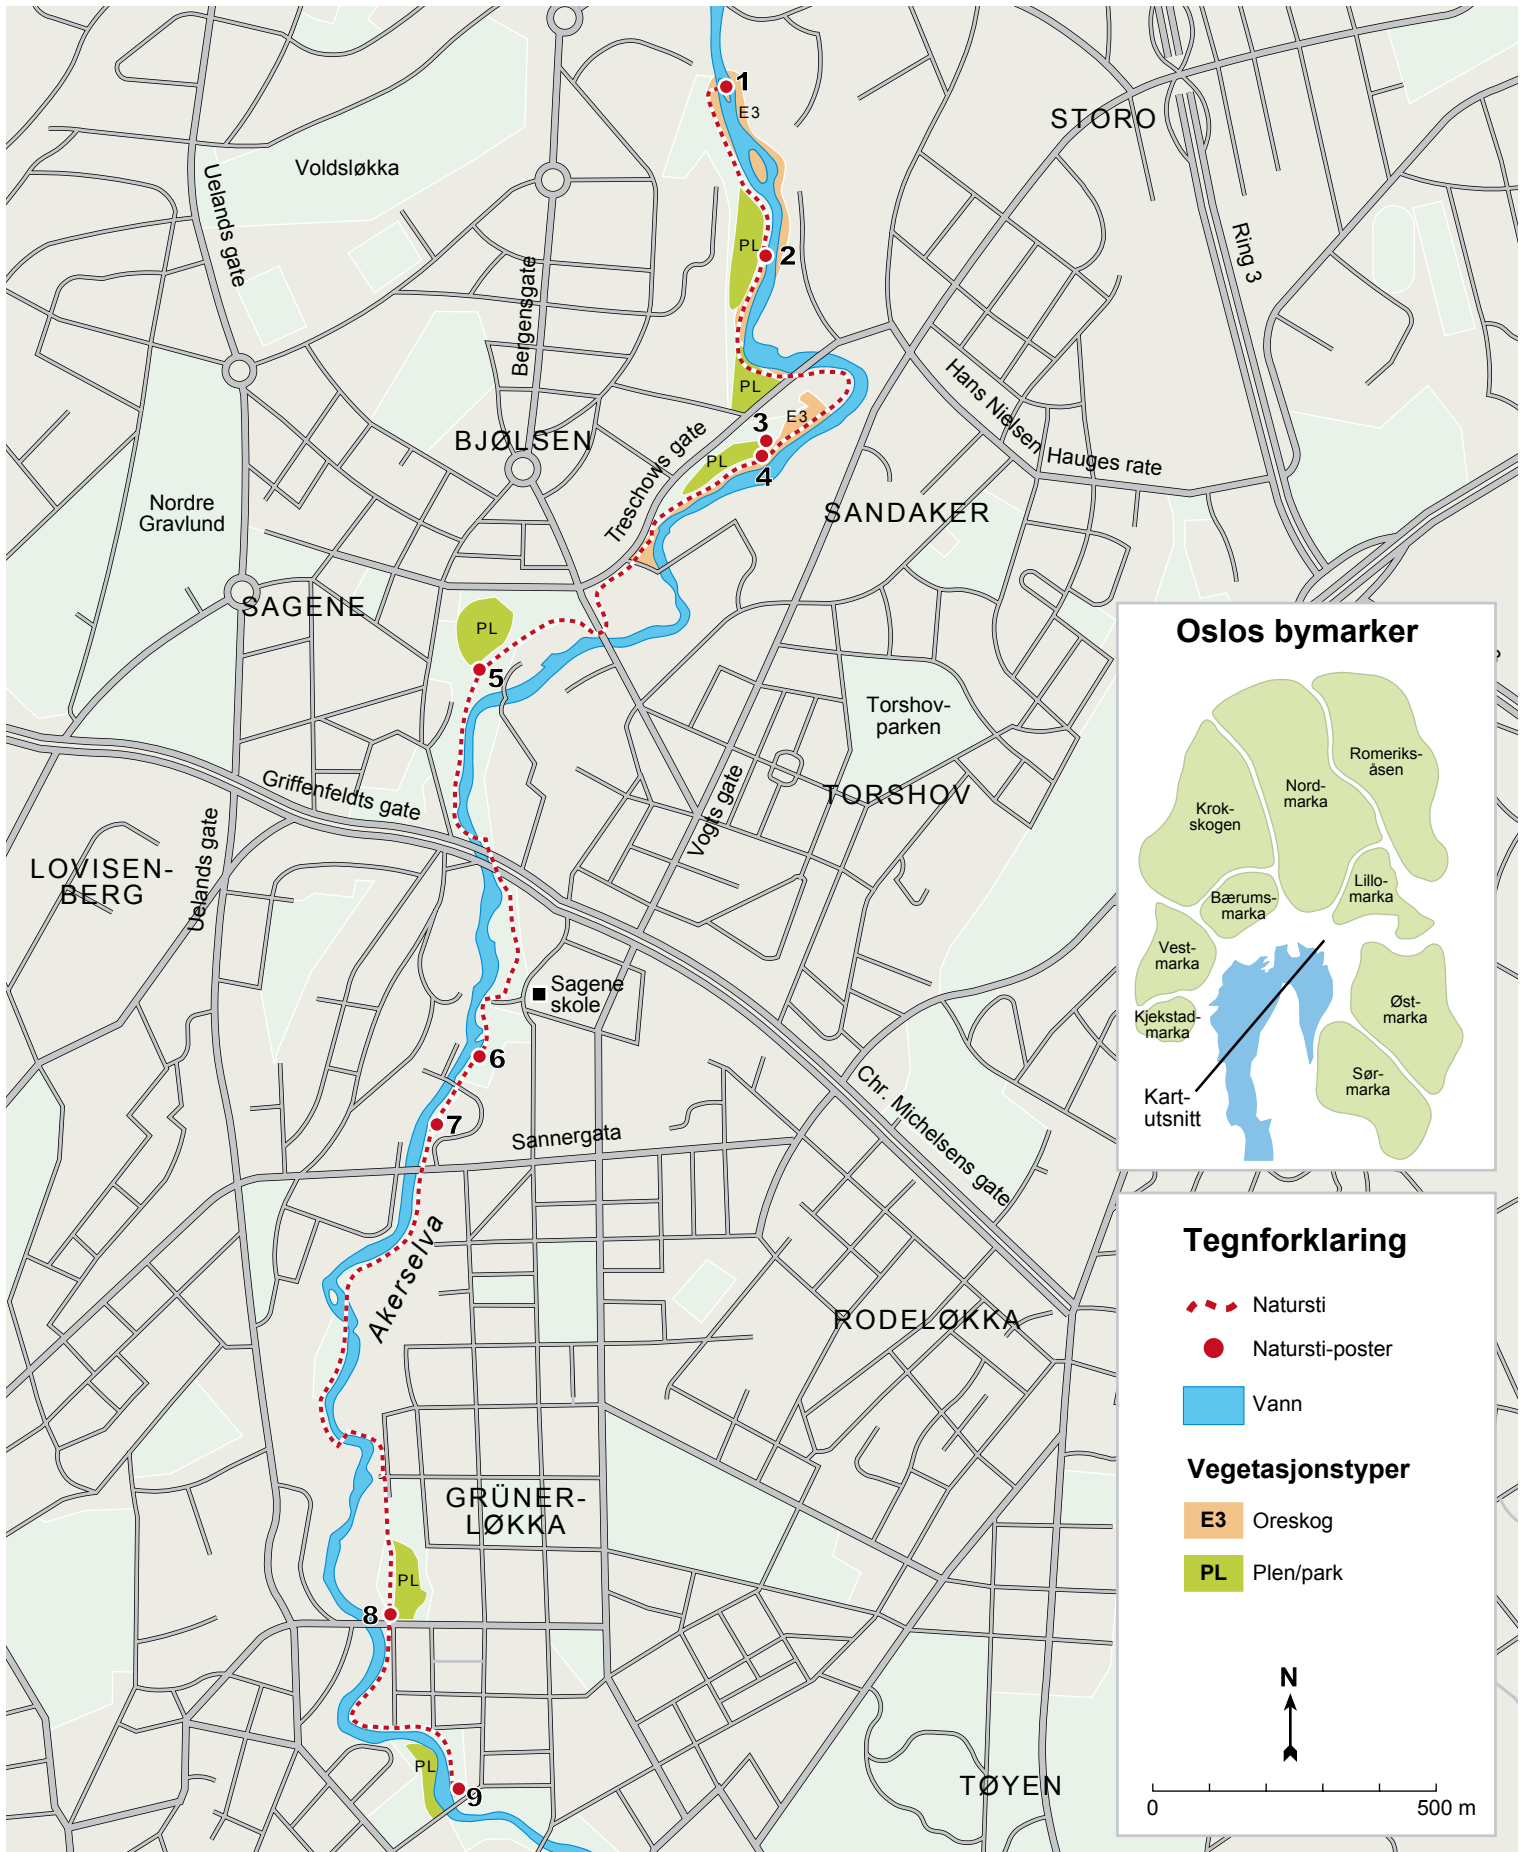 1
E3
STORO
Voldsløkka
Uelands gate
Ring 3
PL
2
Bergensgate
PL
Hans Nielsen Hauges rate
E3
3
BJØLSEN
Treschows gate
PL
4
Nordre
Gravlund
SANDAKER
SAGENE
PL
5
Torshov-
parken
Griffenfeldts gate
Vogts gate
TORSHOV
LOVISEN-
BERG
Uelands gate
Sagene
skole
6
7
Sannergata
Chr. Michelsens gate
Akerselva
RODELØKKA
GRÜNER-
LØKKA
PL
8
PL
9
TØYEN
Oslos bymarker
Romeriks-
åsen
Nord-
marka
Krok-
skogen
Lillo-
marka
Bærums-
marka
Vest-
marka
Øst-
marka
Kjekstad-
marka
Sør-
marka
Kart-
utsnitt
Tegnforklaring
Natursti
Natursti-poster
Vann
Vegetasjonstyper
E3 Oreskog
PL Plen/park
N
0 500 m